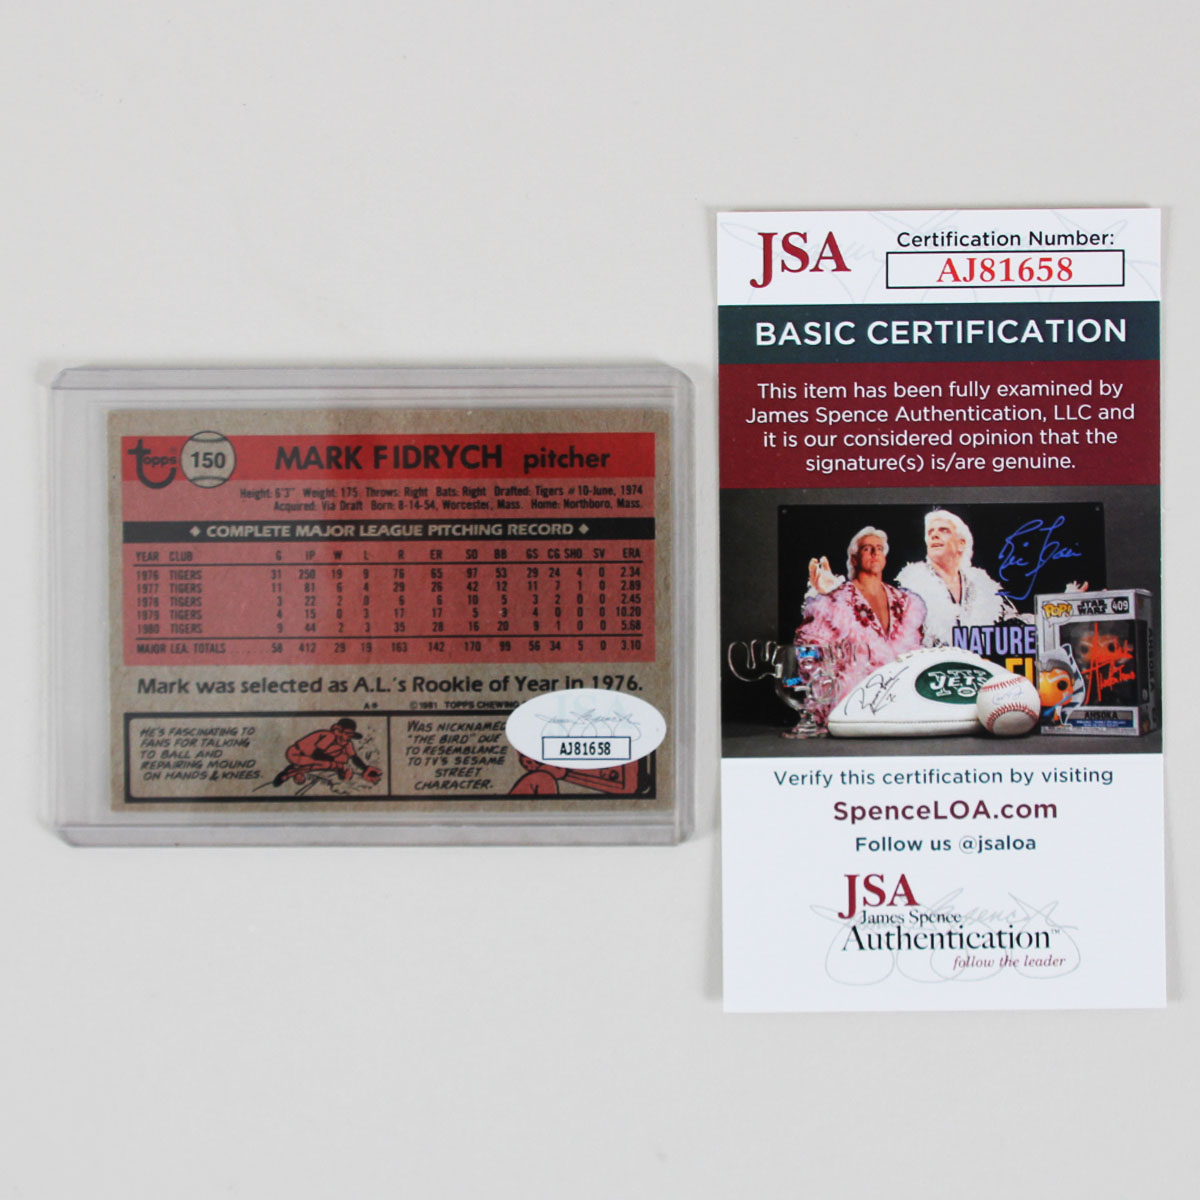 topps 150 MARK FIDRYCH pitcher
Height: 6'3" Weight: 175 Throws: Right Bats: Right Drafted: Tigers #10-June, 1974
Acquired: Via Draft Born: 8-14-54, Worcester, Mass. Home: Northboro, Mass.
◆ COMPLETE MAJOR LEAGUE PITCHING RECORD ◆
YEAR CLUB G IP W L R ER SO BB GS CG SHO SV ERA
1976 TIGERS 31 250 19 9 76 65 97 53 29 24 4 0 2.34
1977 TIGERS 11 81 6 4 29 26 42 12 11 7 1 0 2.89
1978 TIGERS 3 22 2 0 6 6 10 5 3 2 0 0 2.45
1979 TIGERS 4 15 0 3 17 17 5 3 4 0 0 0 10.20
1980 TIGERS 9 44 2 3 35 28 16 20 9 1 0 0 5.68
MAJOR LEA. TOTALS 58 412 29 19 163 142 170 99 56 34 5 0 3.10
Mark was selected as A.L.'s Rookie of Year in 1976.
A* © 1981 TOPPS CHEWING
HE'S FASCINATING TO
FANS FOR TALKING
TO BALL AND
REPAIRING MOUND
ON HANDS & KNEES.
WAS NICKNAMED
"THE BIRD" DUE
TO RESEMBLANCE
TO TV'S SESAME
STREET
CHARACTER.
JSA
AJ81658
JSA
Certification Number:
AJ81658
BASIC CERTIFICATION
This item has been fully examined by
James Spence Authentication, LLC and
it is our considered opinion that the
signature(s) is/are genuine.
NATURE
JETS
POP! STAR WARS 409
AHSOKA
Verify this certification by visiting
SpenceLOA.com
Follow us @jsaloa
JSA
James Spence
Authentication™
follow the leader